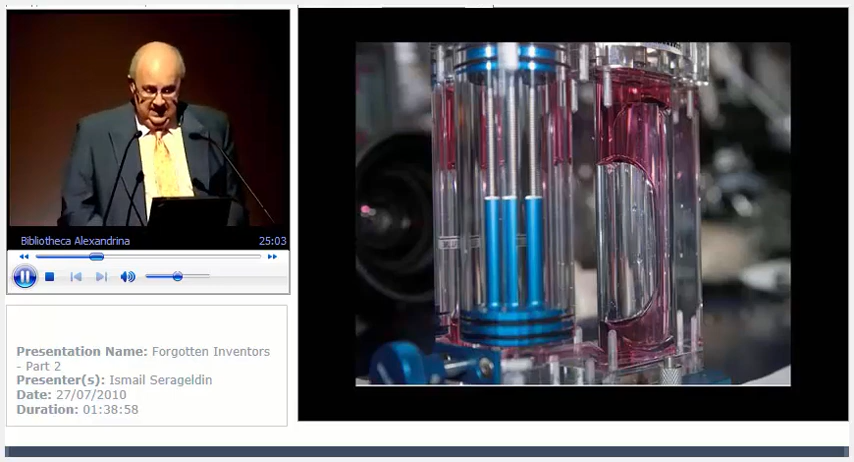 Bibliotheca Alexandrina 25:03
Presentation Name: Forgotten Inventors
- Part 2
Presenter(s): Ismail Serageldin
Date: 27/07/2010
Duration: 01:38:58